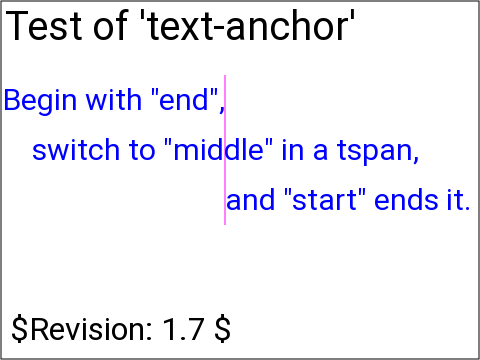 Test of 'text-anchor'
Begin with "end",
switch to "middle" in a tspan,
and "start" ends it.
$Revision: 1.7 $